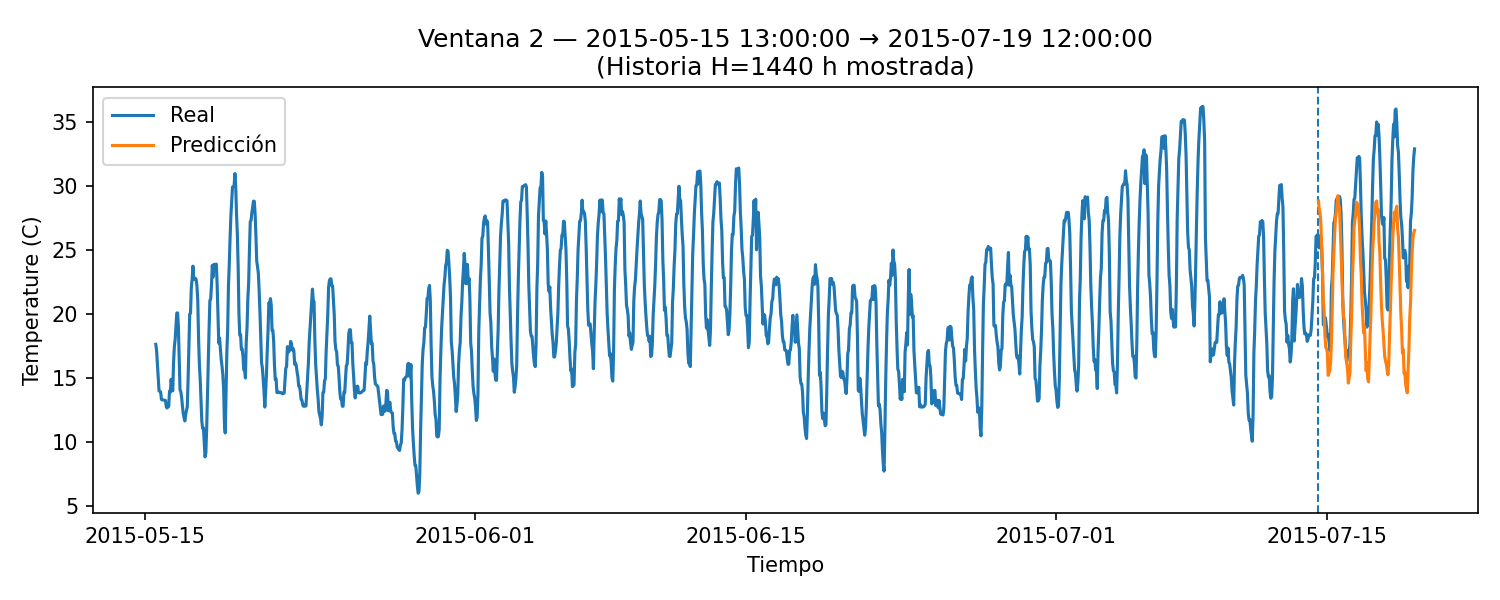 Ventana 2 — 2015-05-15 13:00:00 → 2015-07-19 12:00:00
(Historia H=1440 h mostrada)
Real
Predicción
Temperature (C)
35
30
25
20
15
10
5
2015-05-15
2015-06-01
2015-06-15
2015-07-01
2015-07-15
Tiempo